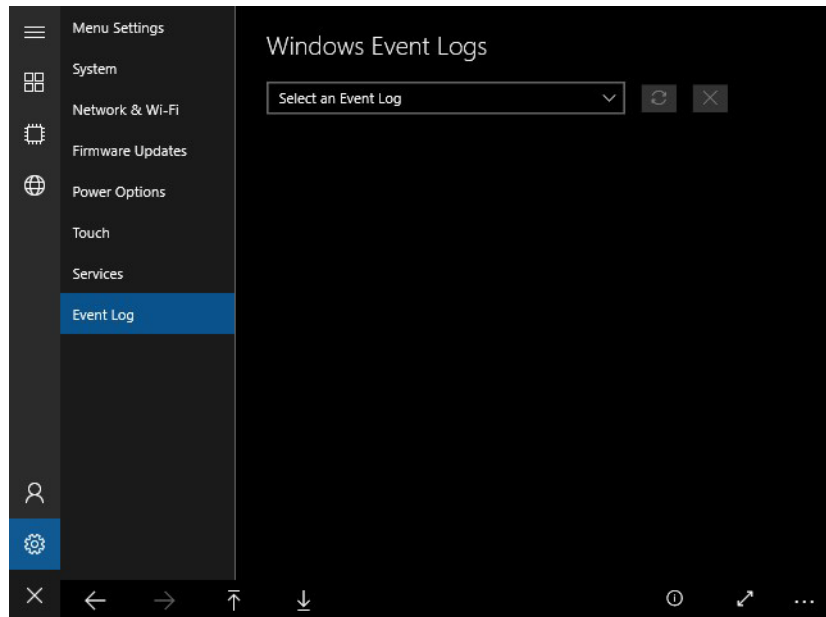 Menu Settings
System
Network & Wi-Fi
Firmware Updates
Power Options
Touch
Services
Event Log
Windows Event Logs
Select an Event Log